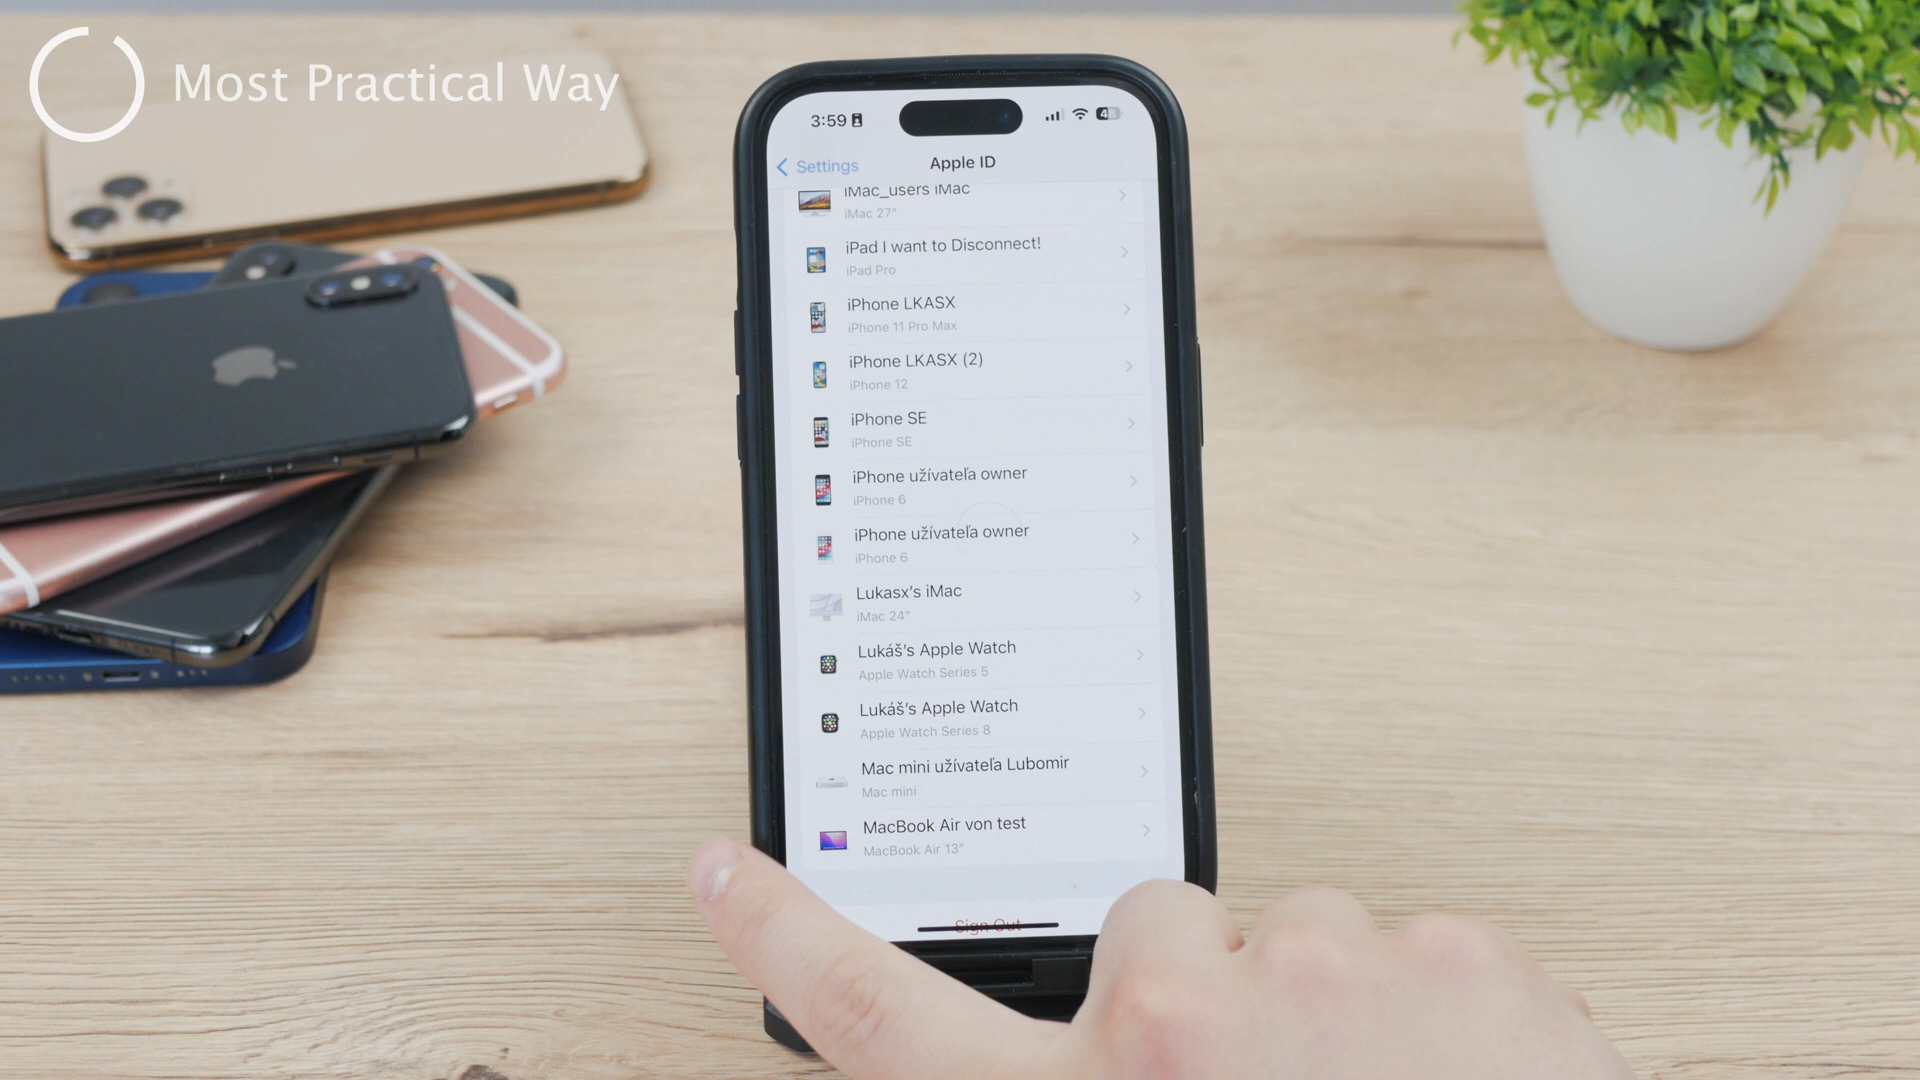 Most Practical Way
3:59
48
Settings
Apple ID
iMac_users iMac
iMac 27"
iPad I want to Disconnect!
iPad Pro
iPhone LKASX
iPhone 11 Pro Max
iPhone LKASX (2)
iPhone 12
iPhone SE
iPhone SE
iPhone užívateľa owner
iPhone 6
iPhone užívateľa owner
iPhone 6
Lukasx's iMac
iMac 24"
Lukáš's Apple Watch
Apple Watch Series 5
Lukáš's Apple Watch
Apple Watch Series 8
Mac mini užívateľa Lubomir
Mac mini
MacBook Air von test
MacBook Air 13"
Sign Out